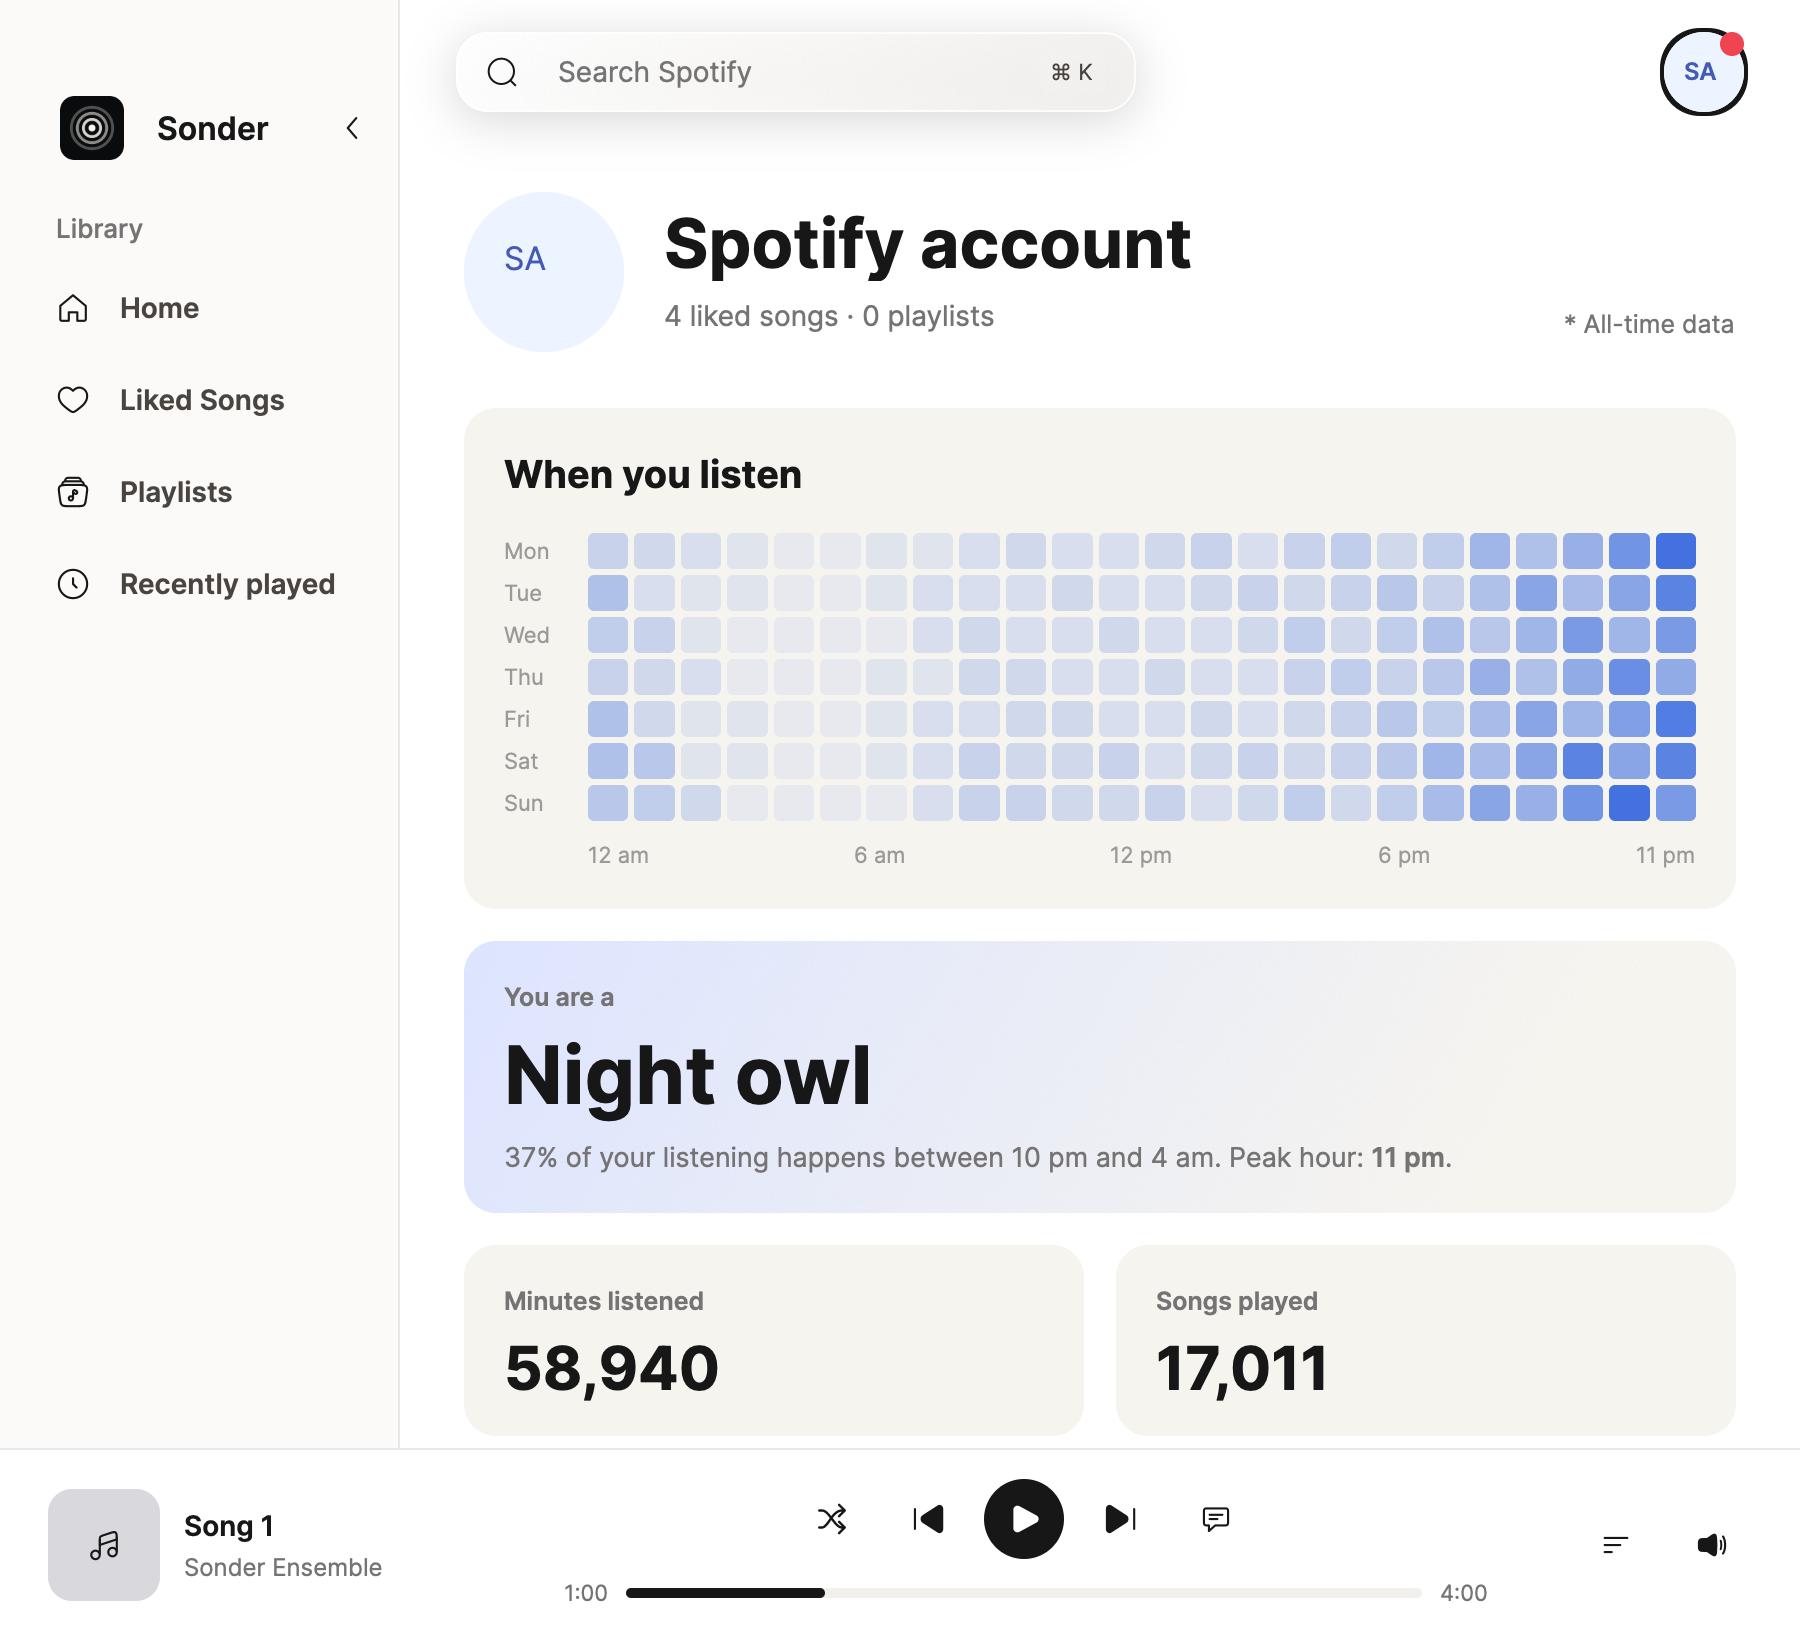 Search Spotify
⌘ K
SA
Sonder
Library
Home
Liked Songs
Playlists
Recently played
SA
Spotify account
4 liked songs · 0 playlists
* All-time data
When you listen
Mon
Tue
Wed
Thu
Fri
Sat
Sun
12 am 6 am 12 pm 6 pm 11 pm
You are a
Night owl
37% of your listening happens between 10 pm and 4 am. Peak hour: 11 pm.
Minutes listened
58,940
Songs played
17,011
Song 1
Sonder Ensemble
1:00
4:00